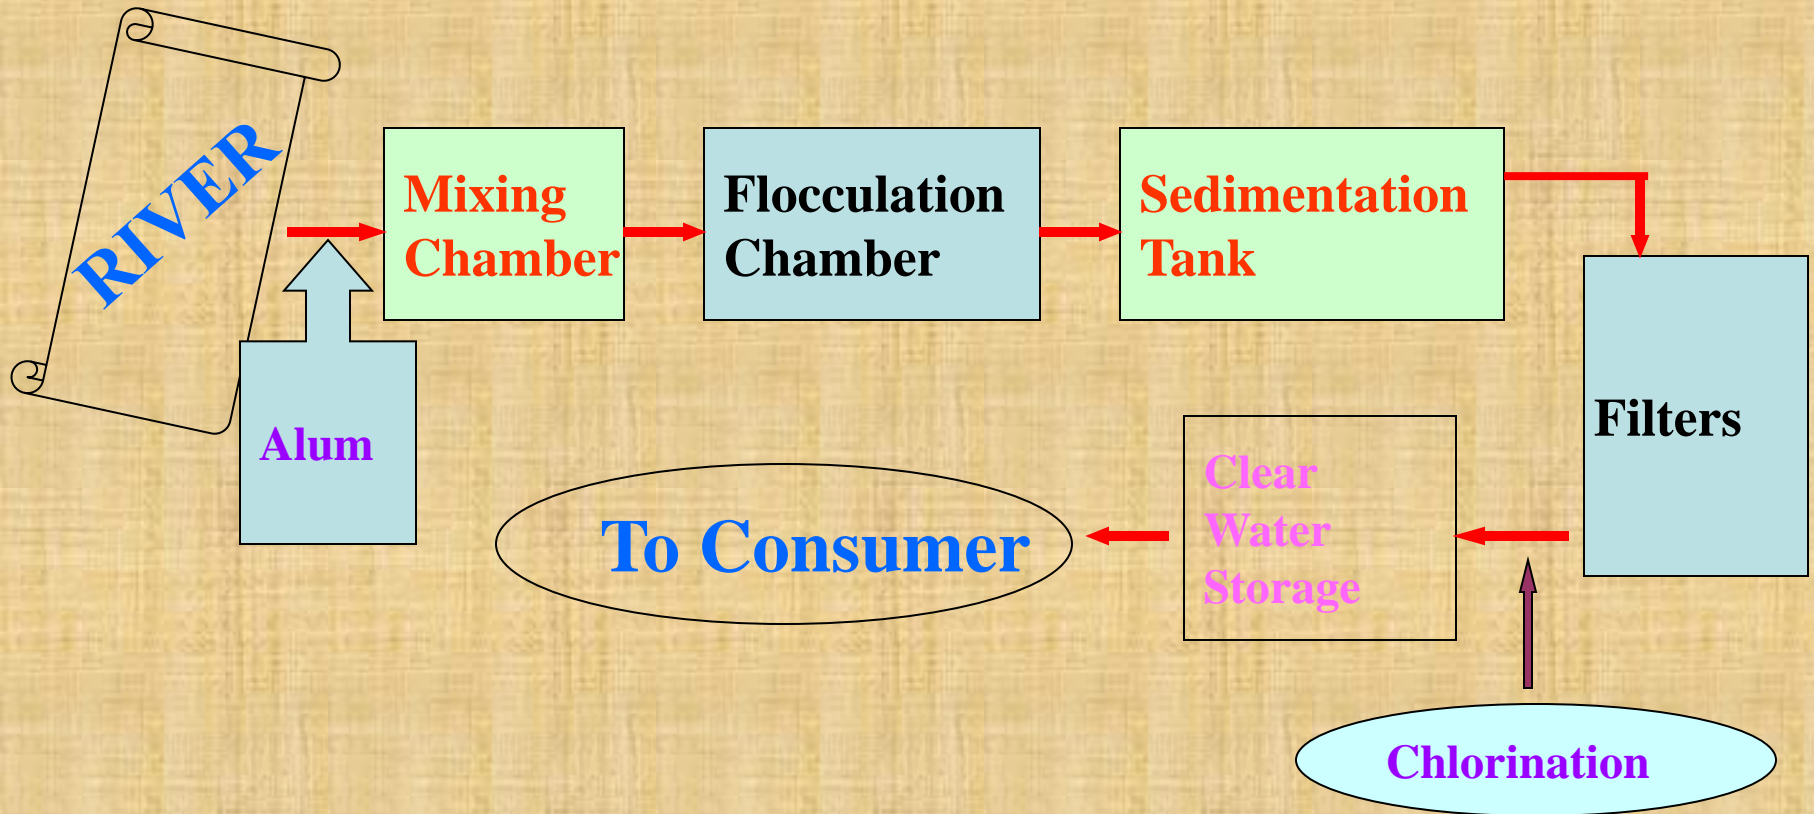 RIVER
Mixing
Chamber
Flocculation
Chamber
Sedimentation
Tank
Alum
Filters
Clear
Water
Storage
To Consumer
Chlorination